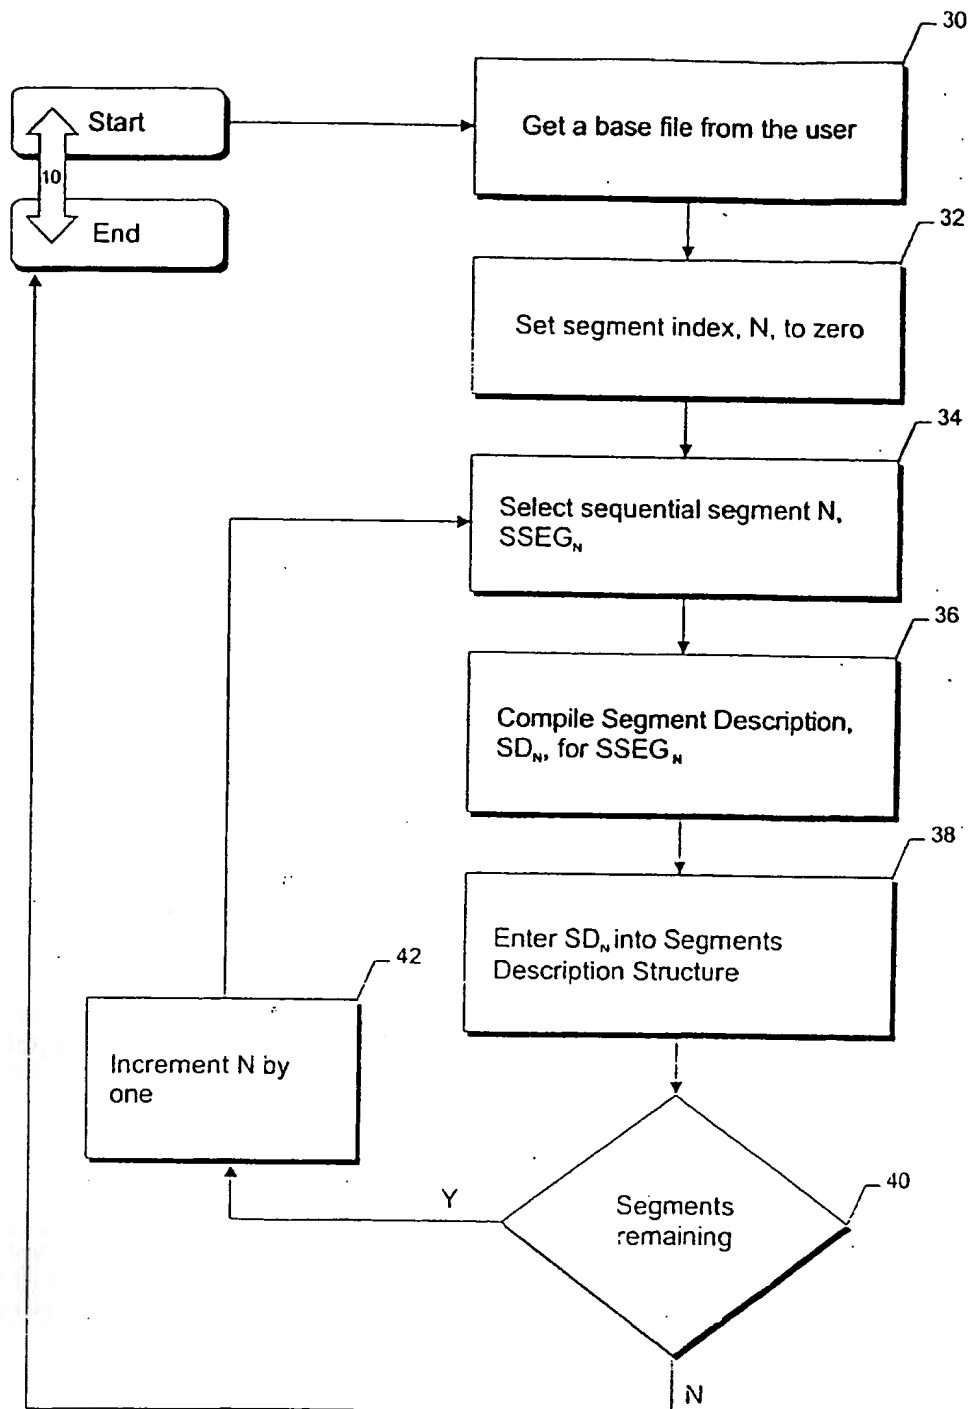 30
Start
Get a base file from the user
10
End
32
Set segment index, N, to zero
34
Select sequential segment N,
SSEG_N
36
Compile Segment Description,
SD_N, for SSEG_N
38
Enter SD_N into Segments
Description Structure
42
Increment N by
one
40
Segments
remaining
Y
N